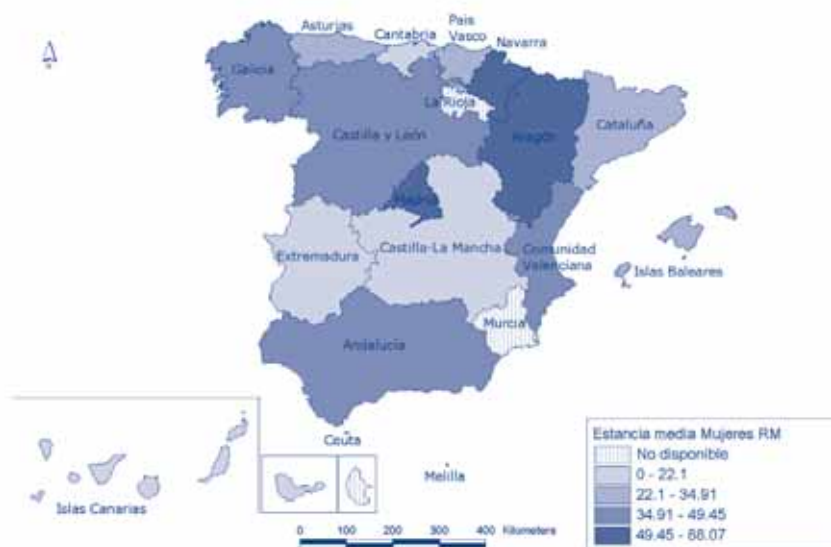 Asturias
Cantabria
País
Vasco
Navarra
Galicia
La Rioja
Castilla y León
Aragón
Cataluña
Madrid
Extremadura
Castilla-La Mancha
Comunidad
Valenciana
Islas Baleares
Murcia
Andalucía
Ceuta
Melilla
Islas Canarias
0 100 200 300 400 Kilometers
Estancia media Mujeres RM
No disponible
0 - 22.1
22.1 - 34.91
34.91 - 49.45
49.45 - 88.07